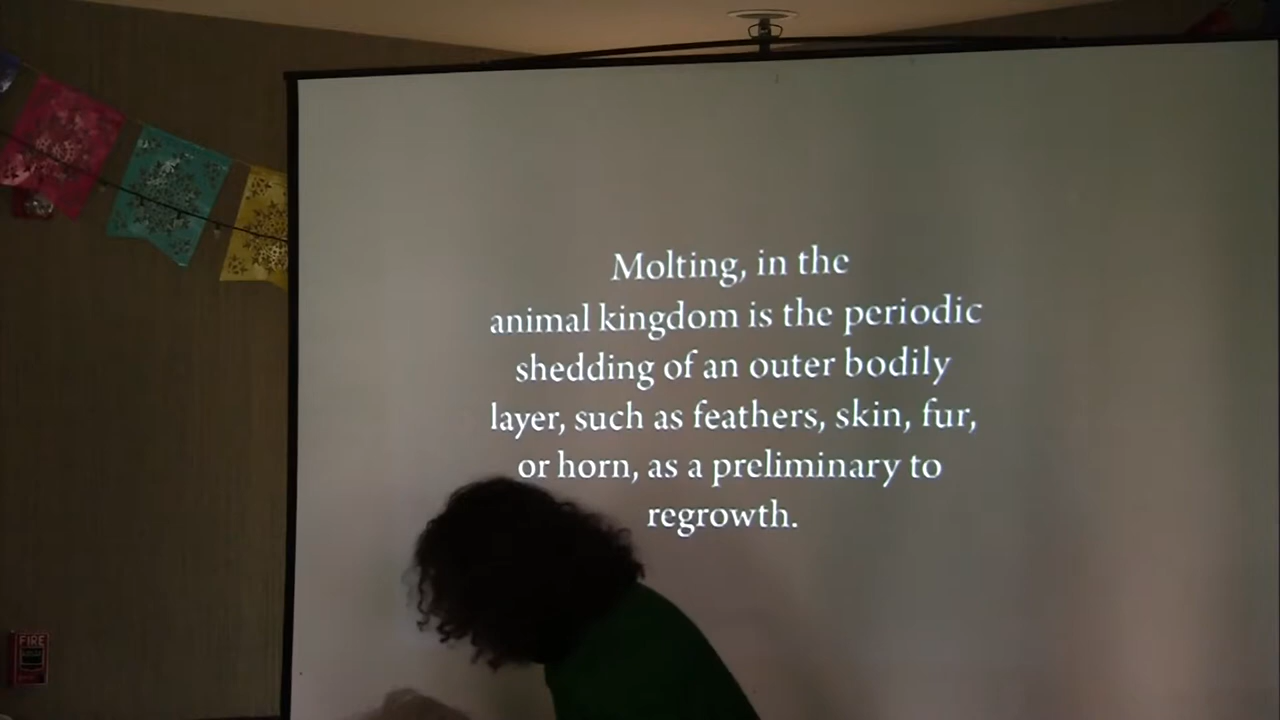 Molting, in the
animal kingdom is the periodic
shedding of an outer bodily
layer, such as feathers, skin, fur,
or horn, as a preliminary to
regrowth.
FIRE